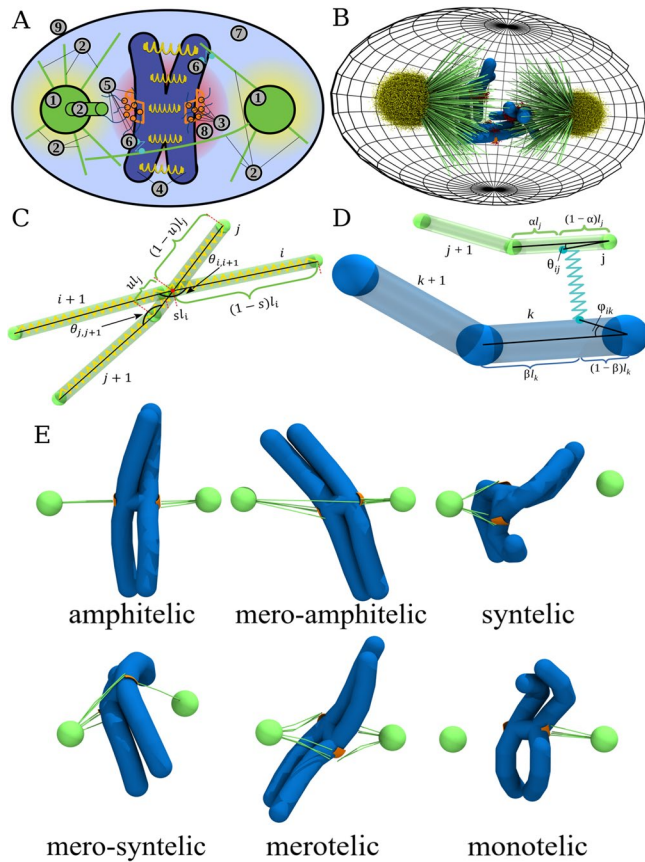 A
9
2
7
6
5
1
2
1
3
8
6
2
2
4
B
C
(1 − u)l_j
j
θ_{i,i+1}
i
ul_j
i + 1
sl_i
(1 − s)l_i
θ_{j,j+1}
j + 1
D
αl_j
(1 − α)l_j
j + 1
θ_{ij}
j
k + 1
k
φ_{ik}
βl_k
(1 − β)l_k
E
amphitelic
mero-amphitelic
syntelic
mero-syntelic
merotelic
monotelic